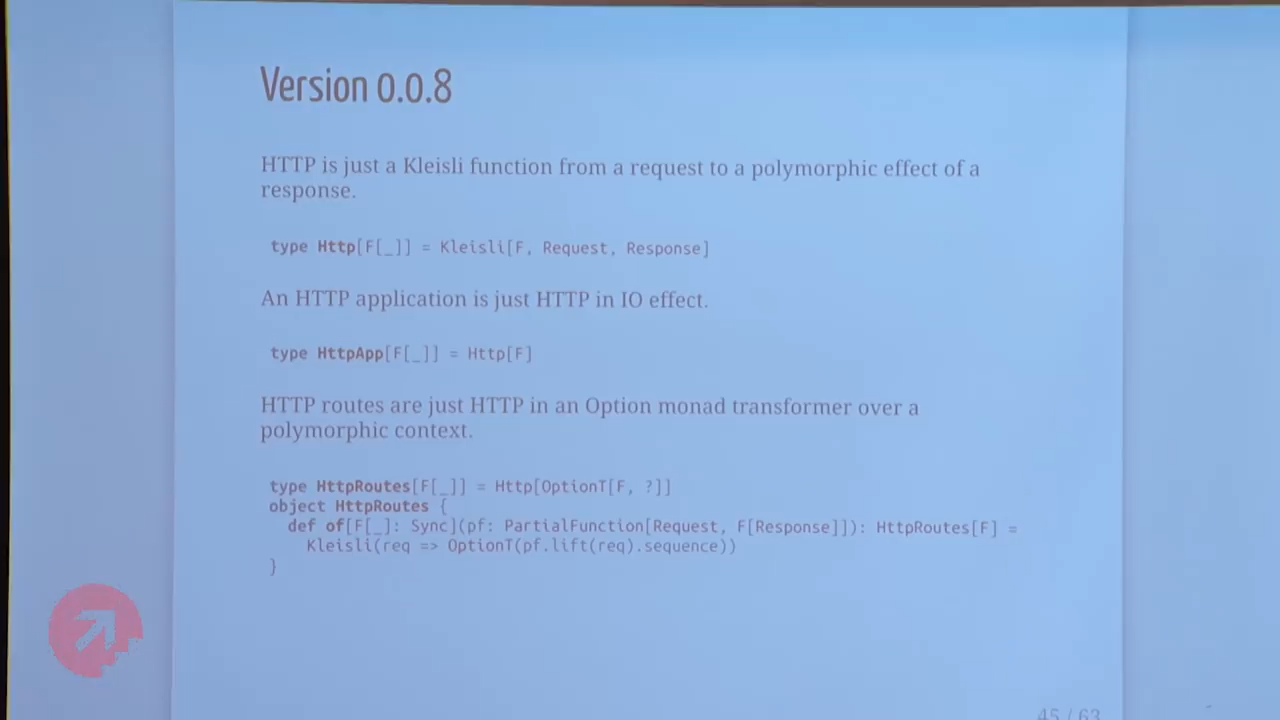 Version 0.0.8
HTTP is just a Kleisli function from a request to a polymorphic effect of a
response.
type Http[F[_]] = Kleisli[F, Request, Response]
An HTTP application is just HTTP in IO effect.
type HttpApp[F[_]] = Http[F]
HTTP routes are just HTTP in an Option monad transformer over a
polymorphic context.
type HttpRoutes[F[_]] = Http[OptionT[F, ?]]
object HttpRoutes {
def of[F[_]: Sync](pf: PartialFunction[Request, F[Response]]): HttpRoutes[F] =
Kleisli(req => OptionT(pf.lift(req).sequence))
}
45 / 63